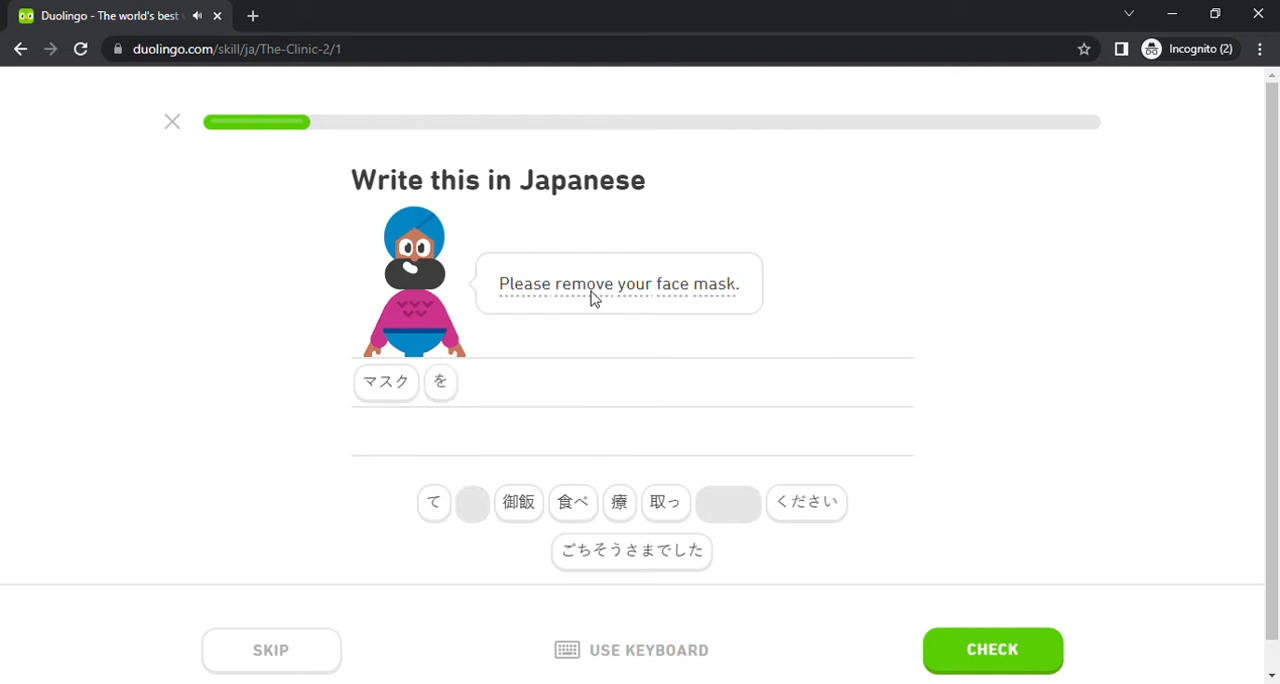 Duolingo - The world's best
duolingo.com/skill/ja/The-Clinic-2/1
Incognito (2)
Write this in Japanese
Please remove your face mask.
マスク を
て 御飯 食べ 療 取っ ください
ごちそうさまでした
SKIP USE KEYBOARD CHECK